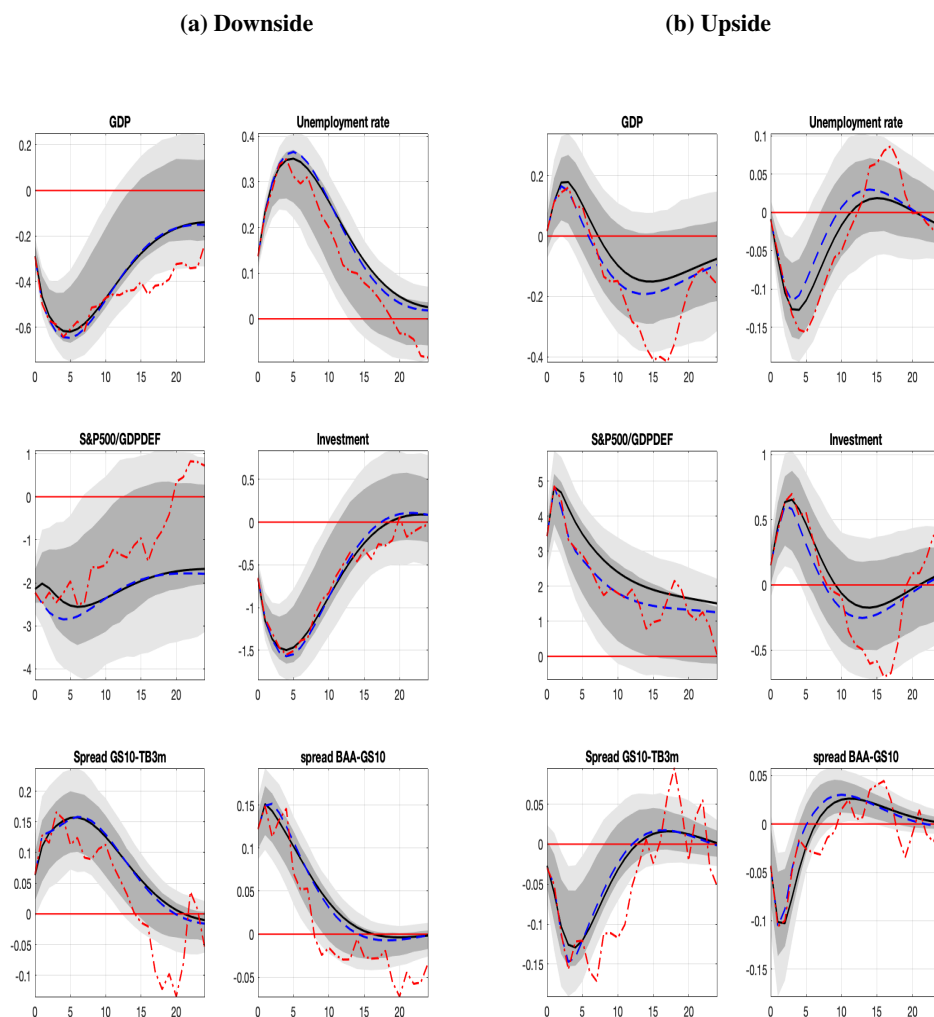 (a) Downside (b) Upside
GDP Unemployment rate GDP Unemployment rate
0.2 0.4 0.2 0.1
0 0.3 0 0.05
-0.2 0.2 -0.2 0
-0.4 0.1 -0.4 -0.05
-0.6 0 -0.1
-0.15
0 5 10 15 20 0 5 10 15 20 0 5 10 15 20 0 5 10 15 20
S&P500/GDPDEF Investment S&P500/GDPDEF Investment
1 0.5 5 1
0 0 4 0.5
-1 -0.5 3 0
-2 -1 2 -0.5
-3 -1.5 1
-4 0
0 5 10 15 20 0 5 10 15 20 0 5 10 15 20 0 5 10 15 20
Spread GS10-TB3m spread BAA-GS10 Spread GS10-TB3m spread BAA-GS10
0.2 0.15 0.05 0.05
0.15 0.1 0 0
0.1 0.05 -0.05 -0.05
0.05 0 -0.1 -0.1
0 -0.05 -0.15 -0.15
-0.05
-0.1
0 5 10 15 20 0 5 10 15 20 0 5 10 15 20 0 5 10 15 20